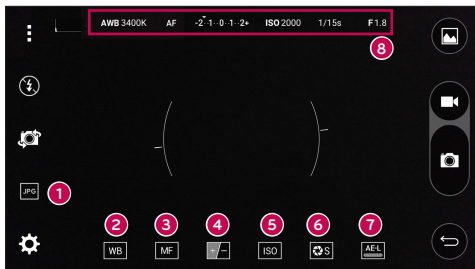 AWB 3400K AF -2··1··0··1··2+ ISO 2000 1/15s F 1.8
8
JPG 1
2 3 4 5 6 7
WB MF +/- ISO S AE-L